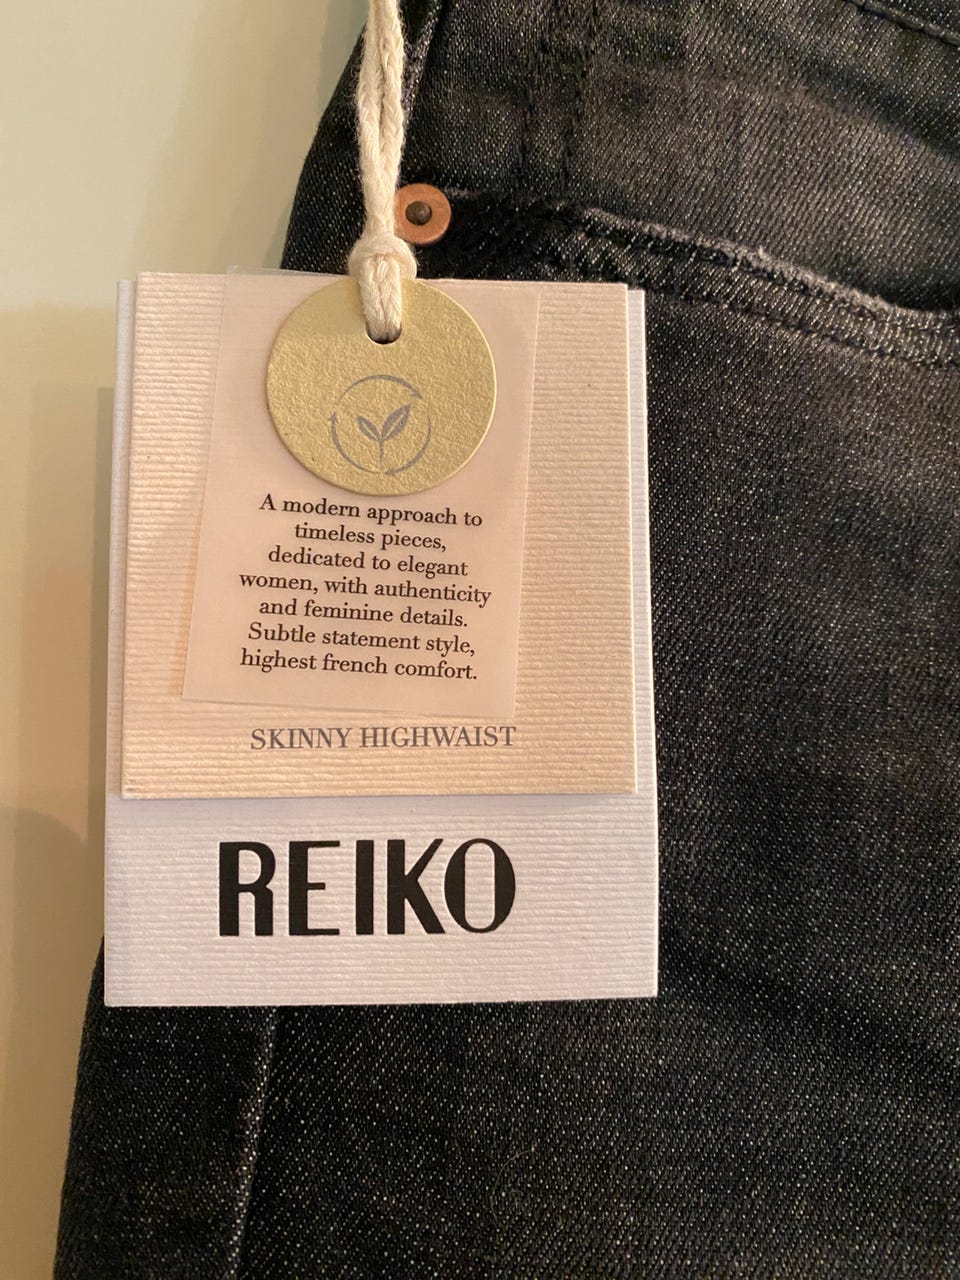 A modern approach to
timeless pieces,
dedicated to elegant
women, with authenticity
and feminine details.
Subtle statement style,
highest french comfort.
SKINNY HIGHWAIST
REIKO